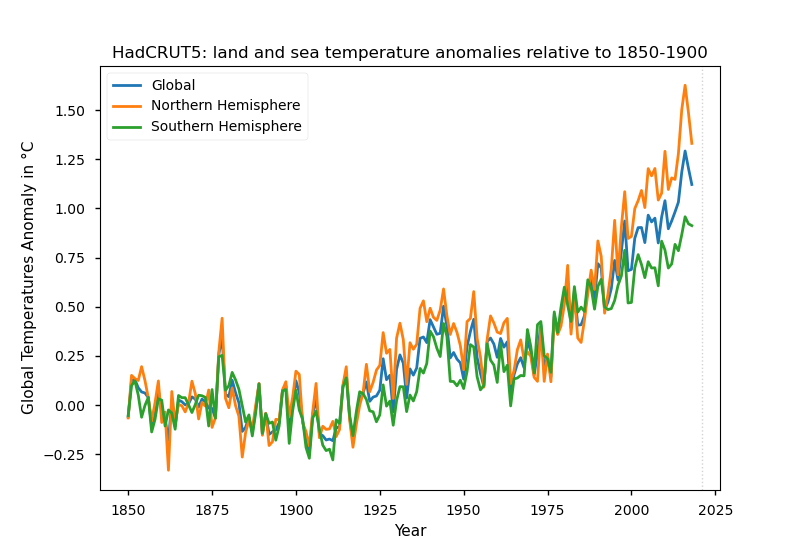 HadCRUT5: land and sea temperature anomalies relative to 1850-1900
Global
Northern Hemisphere
Southern Hemisphere
Global Temperatures Anomaly in °C
1.50
1.25
1.00
0.75
0.50
0.25
0.00
−0.25
1850 1875 1900 1925 1950 1975 2000 2025
Year